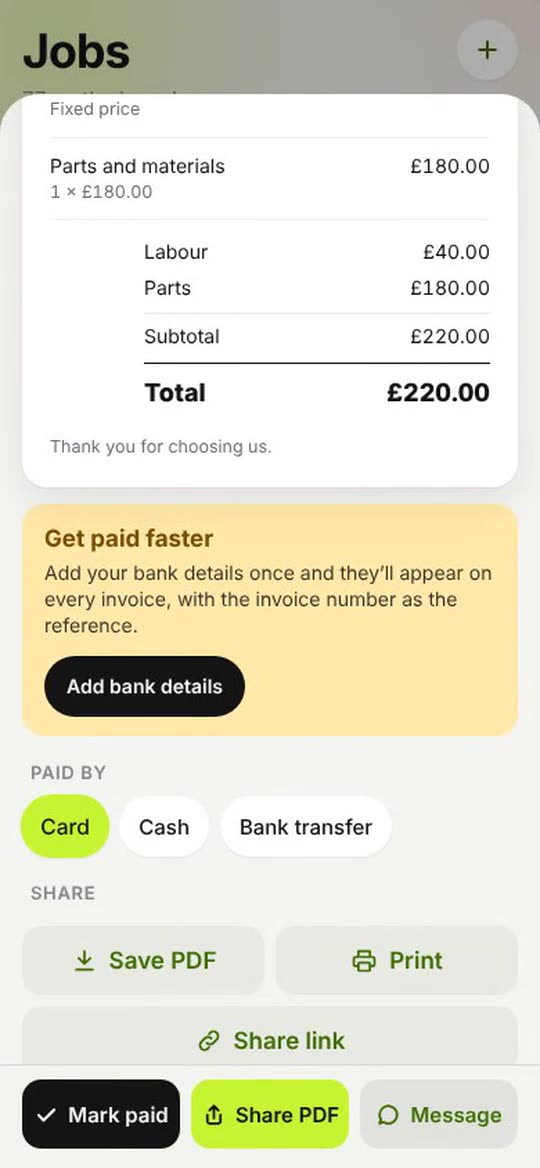 Jobs
Fixed price
Parts and materials £180.00
1 × £180.00
Labour £40.00
Parts £180.00
Subtotal £220.00
Total £220.00
Thank you for choosing us.
Get paid faster
Add your bank details once and they’ll appear on
every invoice, with the invoice number as the
reference.
Add bank details
PAID BY
Card Cash Bank transfer
SHARE
Save PDF Print
Share link
Mark paid Share PDF Message